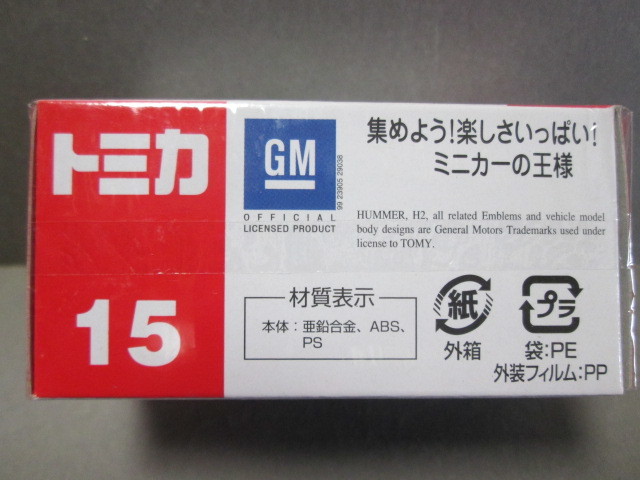 トミカ
15
GM
99 23905 29038
OFFICIAL
LICENSED PRODUCT
集めよう!楽しさいっぱい!
ミニカーの王様
HUMMER, H2, all related Emblems and vehicle model
body designs are General Motors Trademarks used under
license to TOMY.
材質表示
本体:亜鉛合金、ABS、
PS
紙
外箱
プラ
袋:PE
外装フィルム:PP